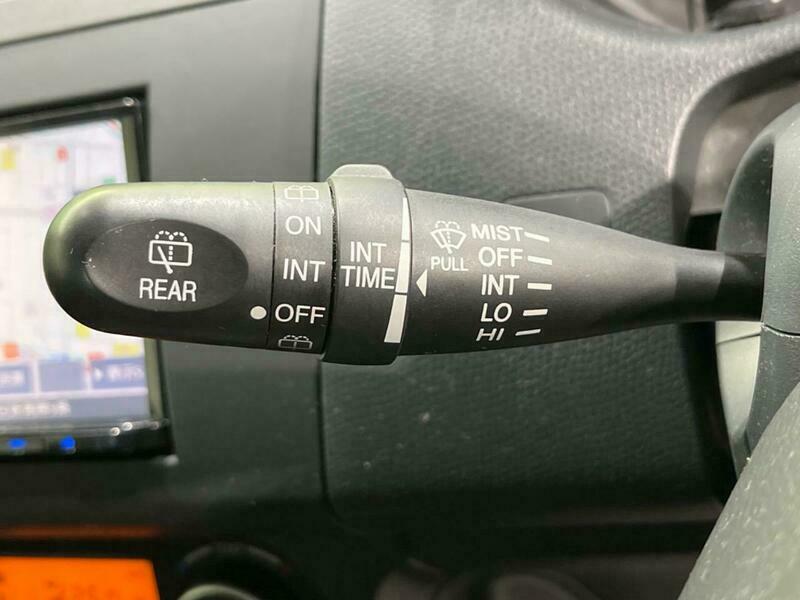 REAR
ON
INT
OFF
INT
TIME
PULL
MIST
OFF
INT
LO
HI